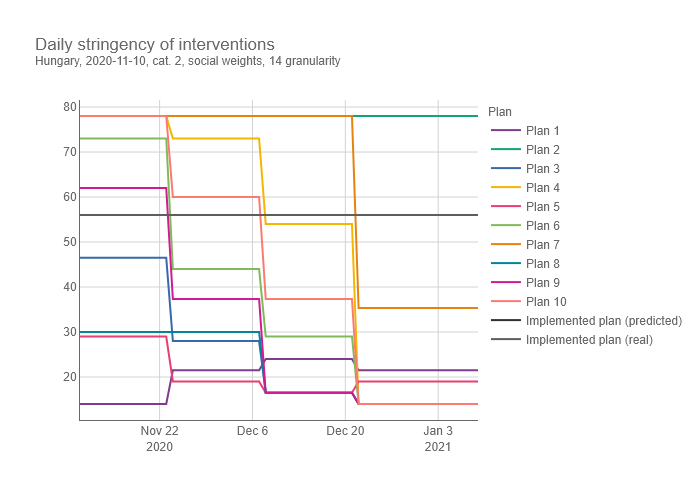 Daily stringency of interventions
Hungary, 2020-11-10, cat. 2, social weights, 14 granularity
80
70
60
50
40
30
20
Nov 22
2020
Dec 6
Dec 20
Jan 3
2021
Plan
Plan 1
Plan 2
Plan 3
Plan 4
Plan 5
Plan 6
Plan 7
Plan 8
Plan 9
Plan 10
Implemented plan (predicted)
Implemented plan (real)